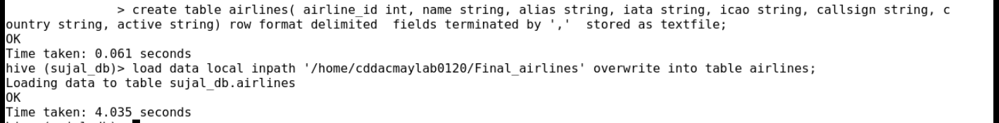 > create table airlines( airline_id int, name string, alias string, iata string, icao string, callsign string, c
ountry string, active string) row format delimited  fields terminated by ','  stored as textfile;
OK
Time taken: 0.061 seconds
hive (sujal_db)> load data local inpath '/home/cddacmaylab0120/Final_airlines' overwrite into table airlines;
Loading data to table sujal_db.airlines
OK
Time taken: 4.035 seconds